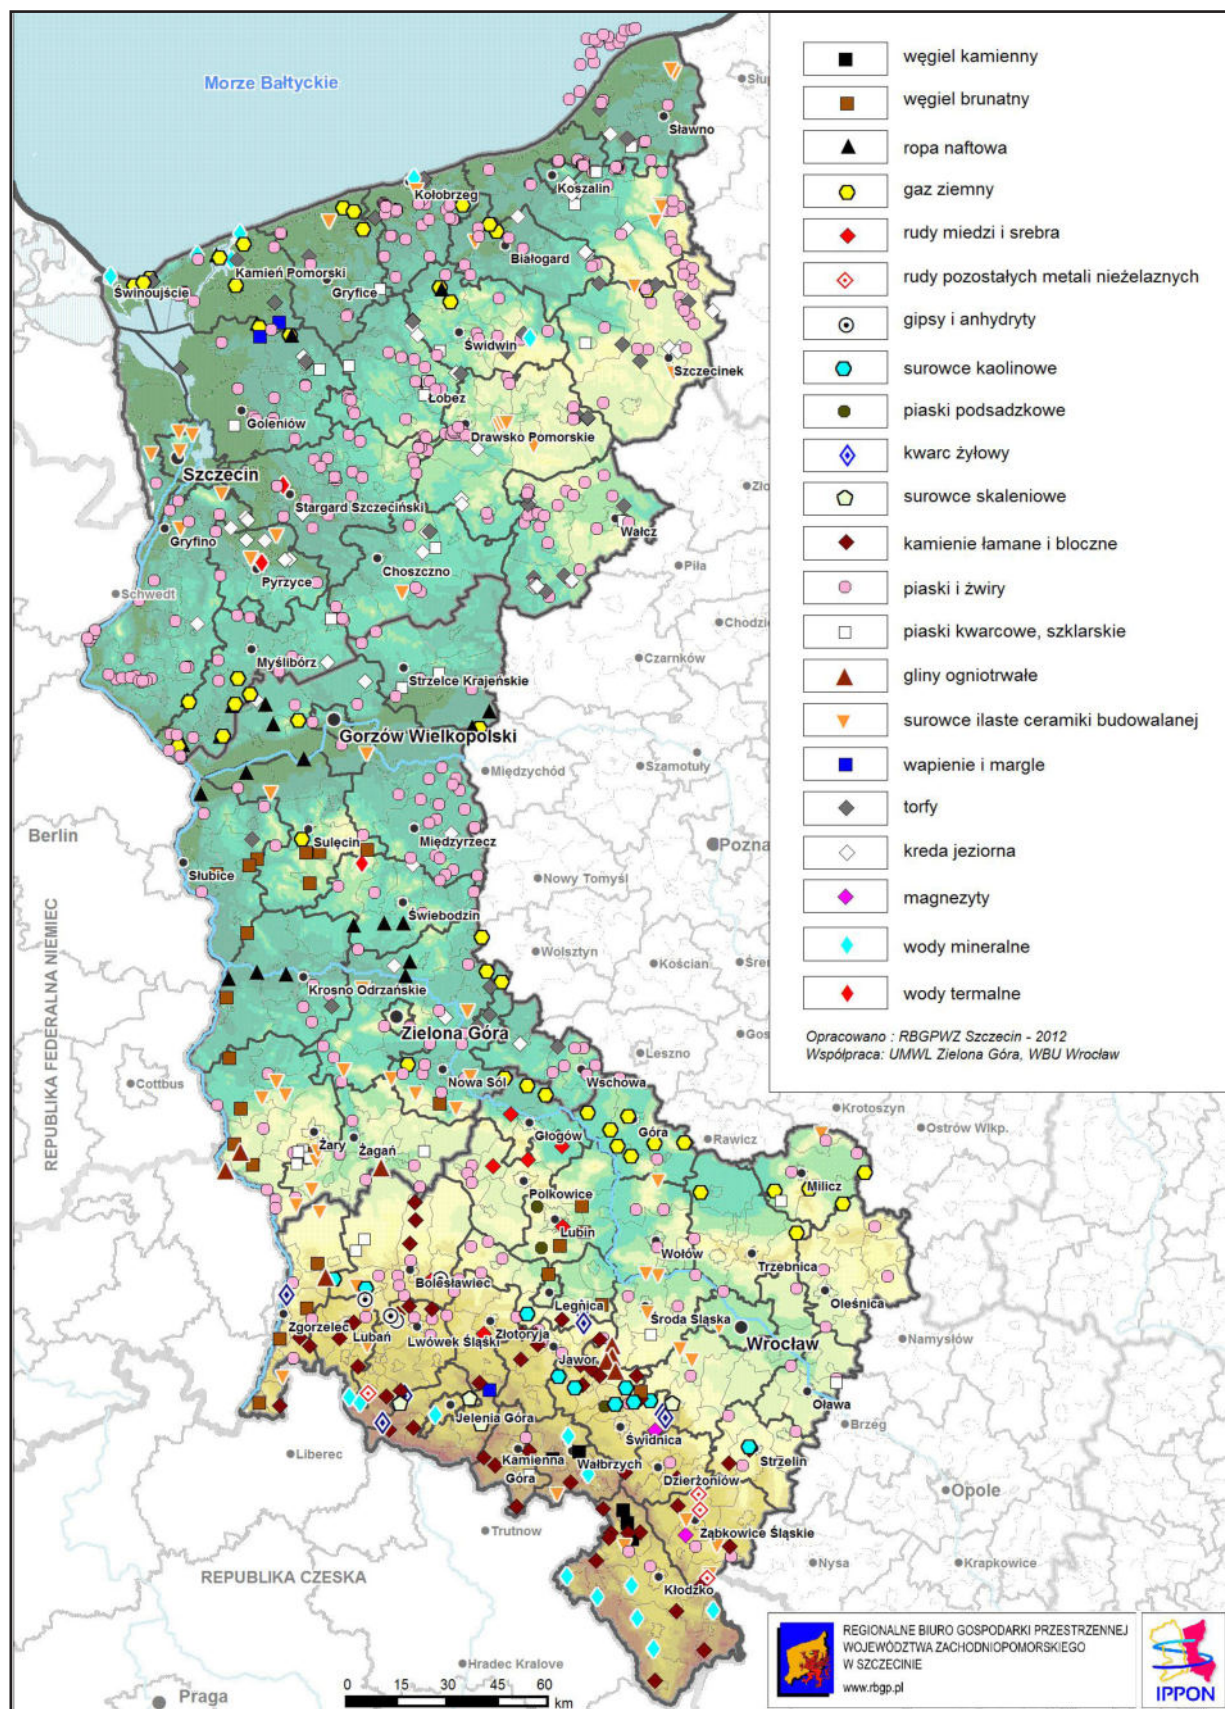 Morze Bałtyckie
Słup
Sławno
Koszalin
Kołobrzeg
Białogard
Kamień Pomorski
Świnoujście
Gryfice
Świdwin
Szczecinek
Łobez
Goleniów
Drawsko Pomorskie
Szczecin
Stargard Szczeciński
Zło
Wałcz
Gryfino
Choszczno
Pyrzyce
Piła
Schwedt
Chodzie
Myślibórz
Czarnków
Strzelce Krajeńskie
Gorzów Wielkopolski
Międzychód
Szamotuły
Berlin
Sulęcin
Międzyrzecz
Pozna
Słubice
Nowy Tomyśl
Świebodzin
Wolsztyn
Kościan
Śrem
Krosno Odrzańskie
Zielona Góra
Gos
Leszno
Cottbus
Nowa Sól
Wschowa
REPUBLIKA FEDERALNA NIEMIEC
Krotoszyn
Ostrów Wlkp.
Głogów
Góra
Rawicz
Żary
Żagań
Milicz
Polkowice
Lubin
Wołów
Trzebnica
Bolesławiec
Oleśnica
Legnica
Środa Śląska
Zgorzelec
Lubań
Lwówek Śląski
Złotoryja
Wrocław
Namysłów
Jawor
Oława
Jelenia Góra
Brzeg
Świdnica
Liberec
Kamienna
Góra
Wałbrzych
Strzelin
Dzierżoniów
Opole
Trutnow
Ząbkowice Śląskie
Nysa
Krapkowice
REPUBLIKA CZESKA
Kłodzko
Hradec Kralove
Praga
0 15 30 45 60
km
węgiel kamienny
węgiel brunatny
ropa naftowa
gaz ziemny
rudy miedzi i srebra
rudy pozostałych metali nieżelaznych
gipsy i anhydryty
surowce kaolinowe
piaski podsadzkowe
kwarc żyłowy
surowce skaleniowe
kamienie łamane i bloczne
piaski i żwiry
piaski kwarcowe, szklarskie
gliny ogniotrwałe
surowce ilaste ceramiki budowalanej
wapienie i margle
torfy
kreda jeziorna
magnezyty
wody mineralne
wody termalne
Opracowano : RBGPWZ Szczecin - 2012
Współpraca: UMWL Zielona Góra, WBU Wrocław
REGIONALNE BIURO GOSPODARKI PRZESTRZENNEJ
WOJEWÓDZTWA ZACHODNIOPOMORSKIEGO
W SZCZECINIE
www.rbgp.pl
IPPON